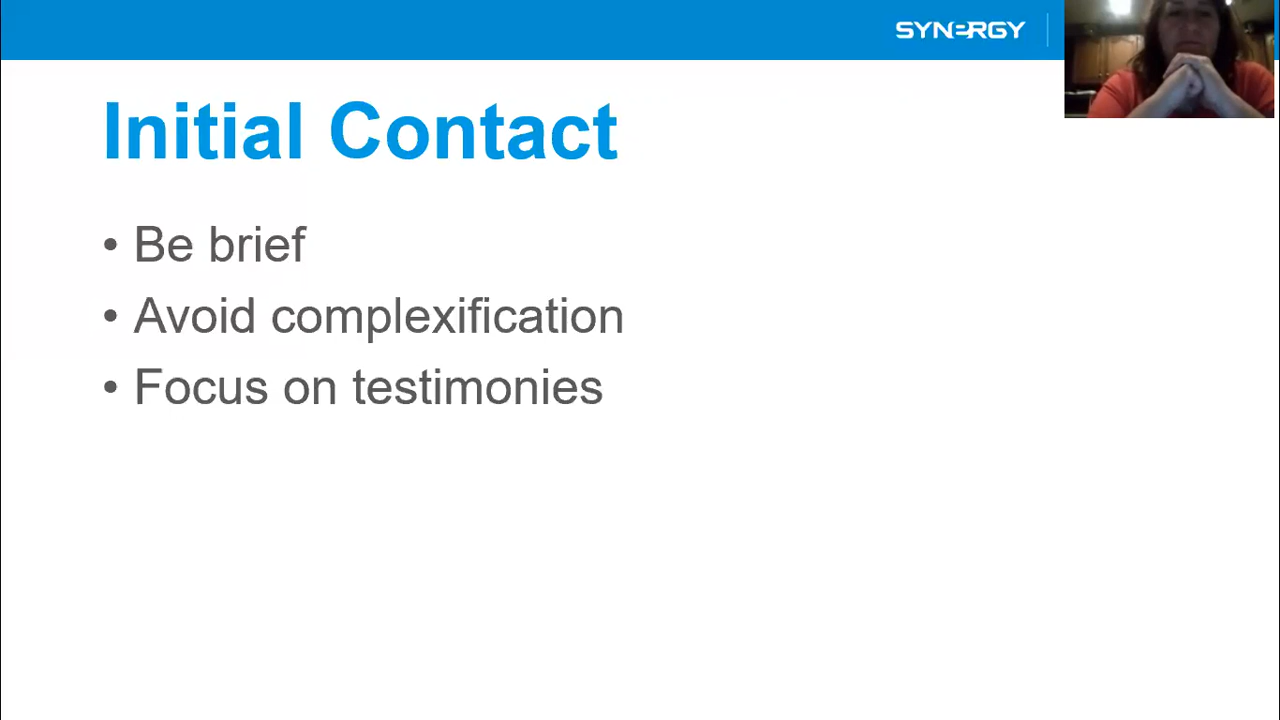 SYNERGY
Initial Contact
• Be brief
• Avoid complexification
• Focus on testimonies